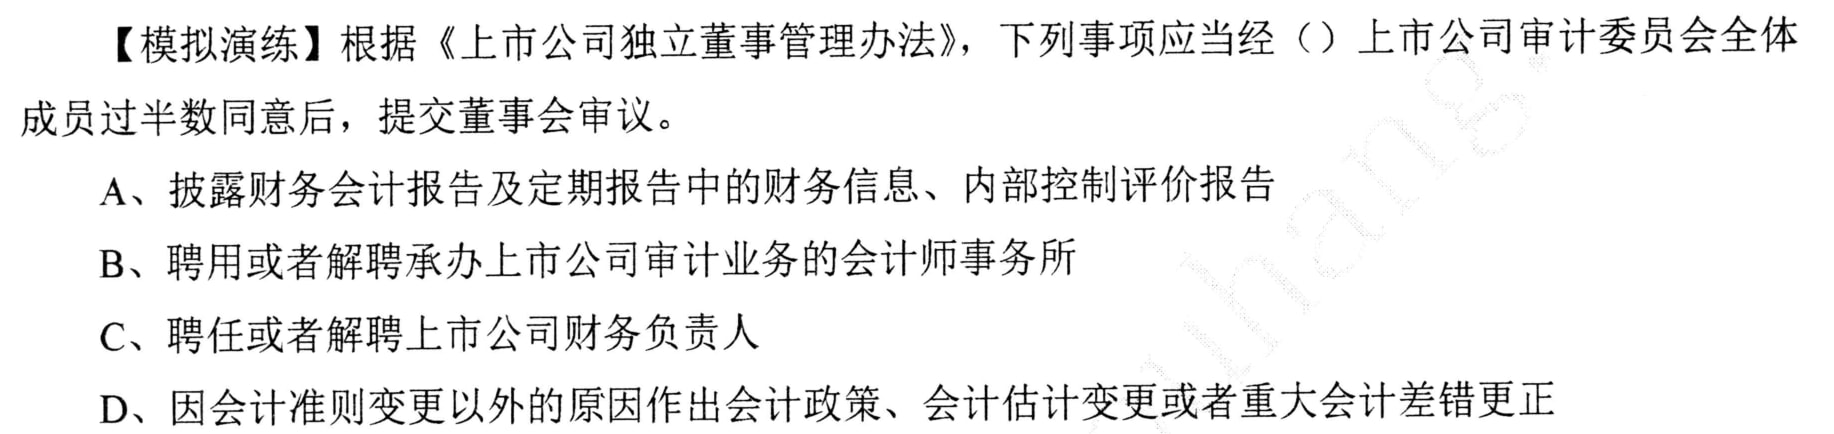 【模拟演练】根据《上市公司独立董事管理办法》，下列事项应当经（）上市公司审计委员会全体
成员过半数同意后，提交董事会审议。
A、披露财务会计报告及定期报告中的财务信息、内部控制评价报告
B、聘用或者解聘承办上市公司审计业务的会计师事务所
C、聘任或者解聘上市公司财务负责人
D、因会计准则变更以外的原因作出会计政策、会计估计变更或者重大会计差错更正